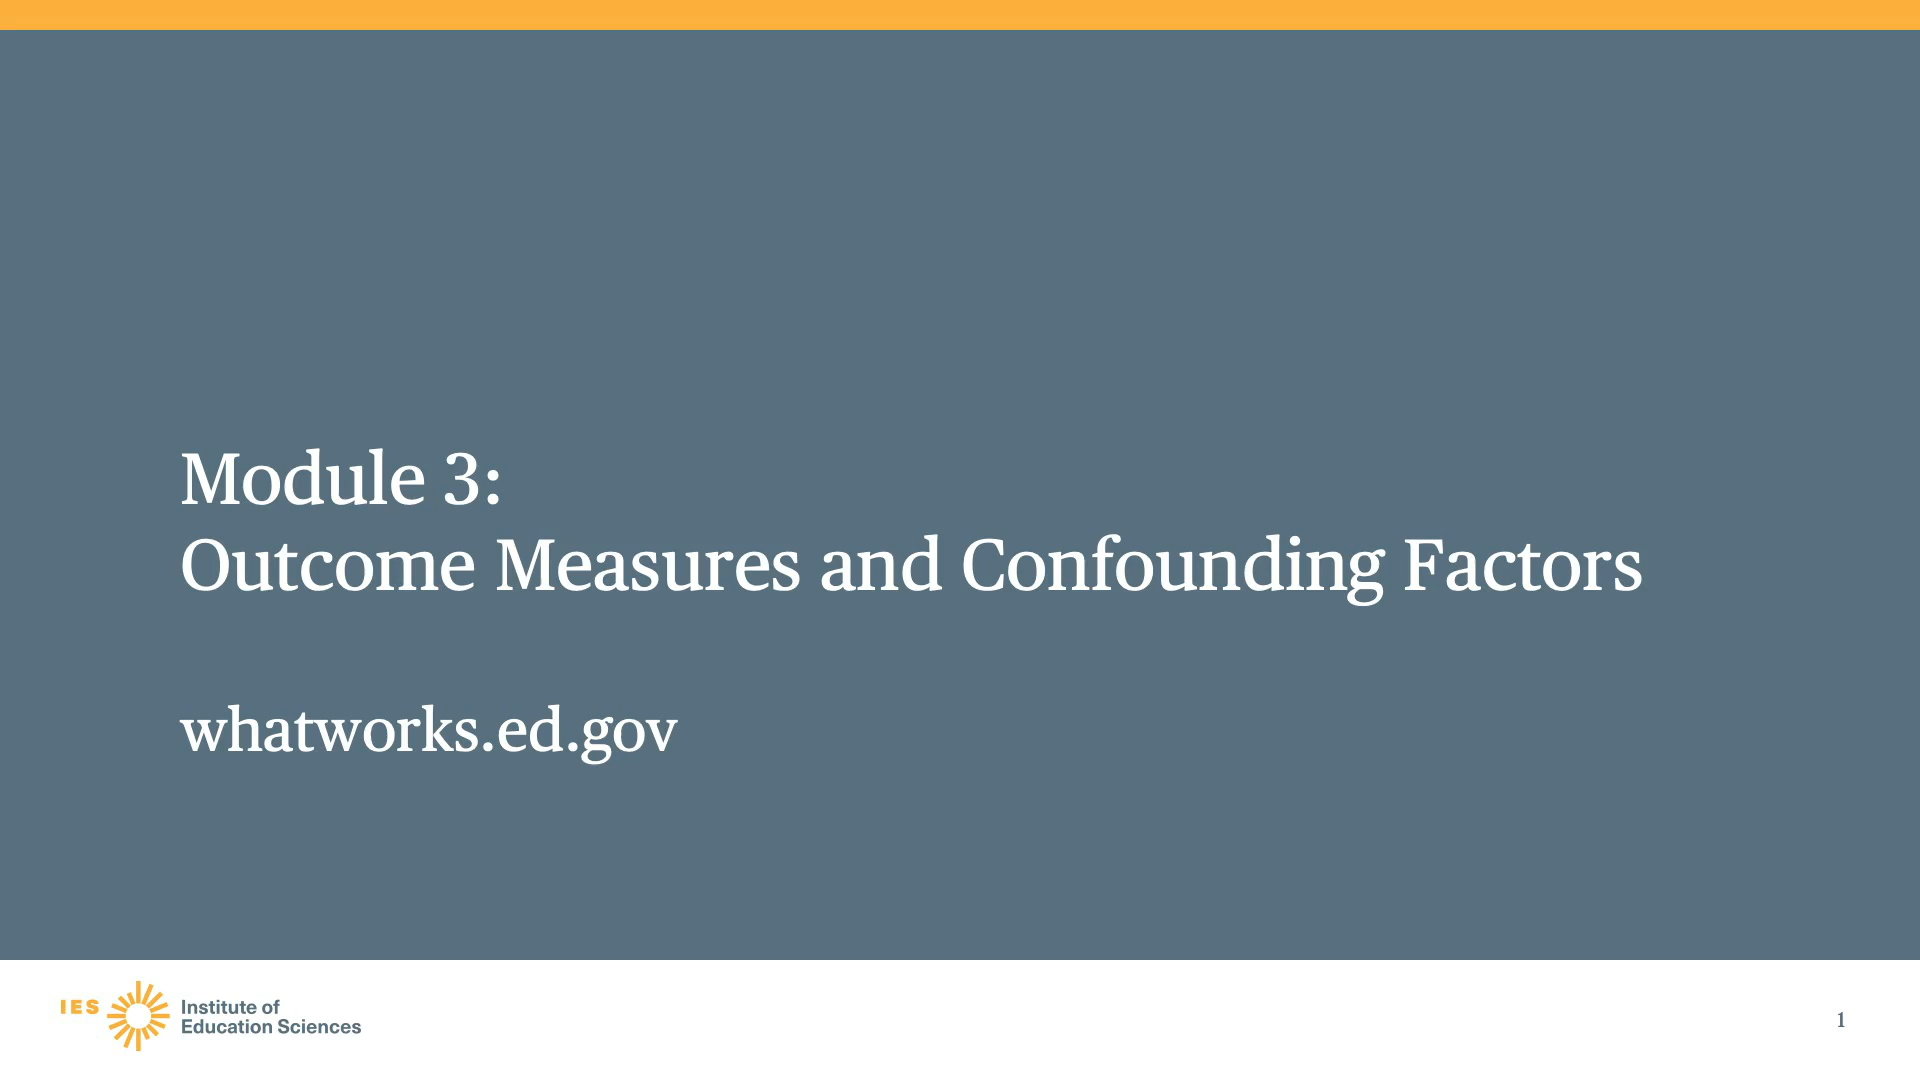 Module 3:
Outcome Measures and Confounding Factors
whatworks.ed.gov
IES
Institute of
Education Sciences
1